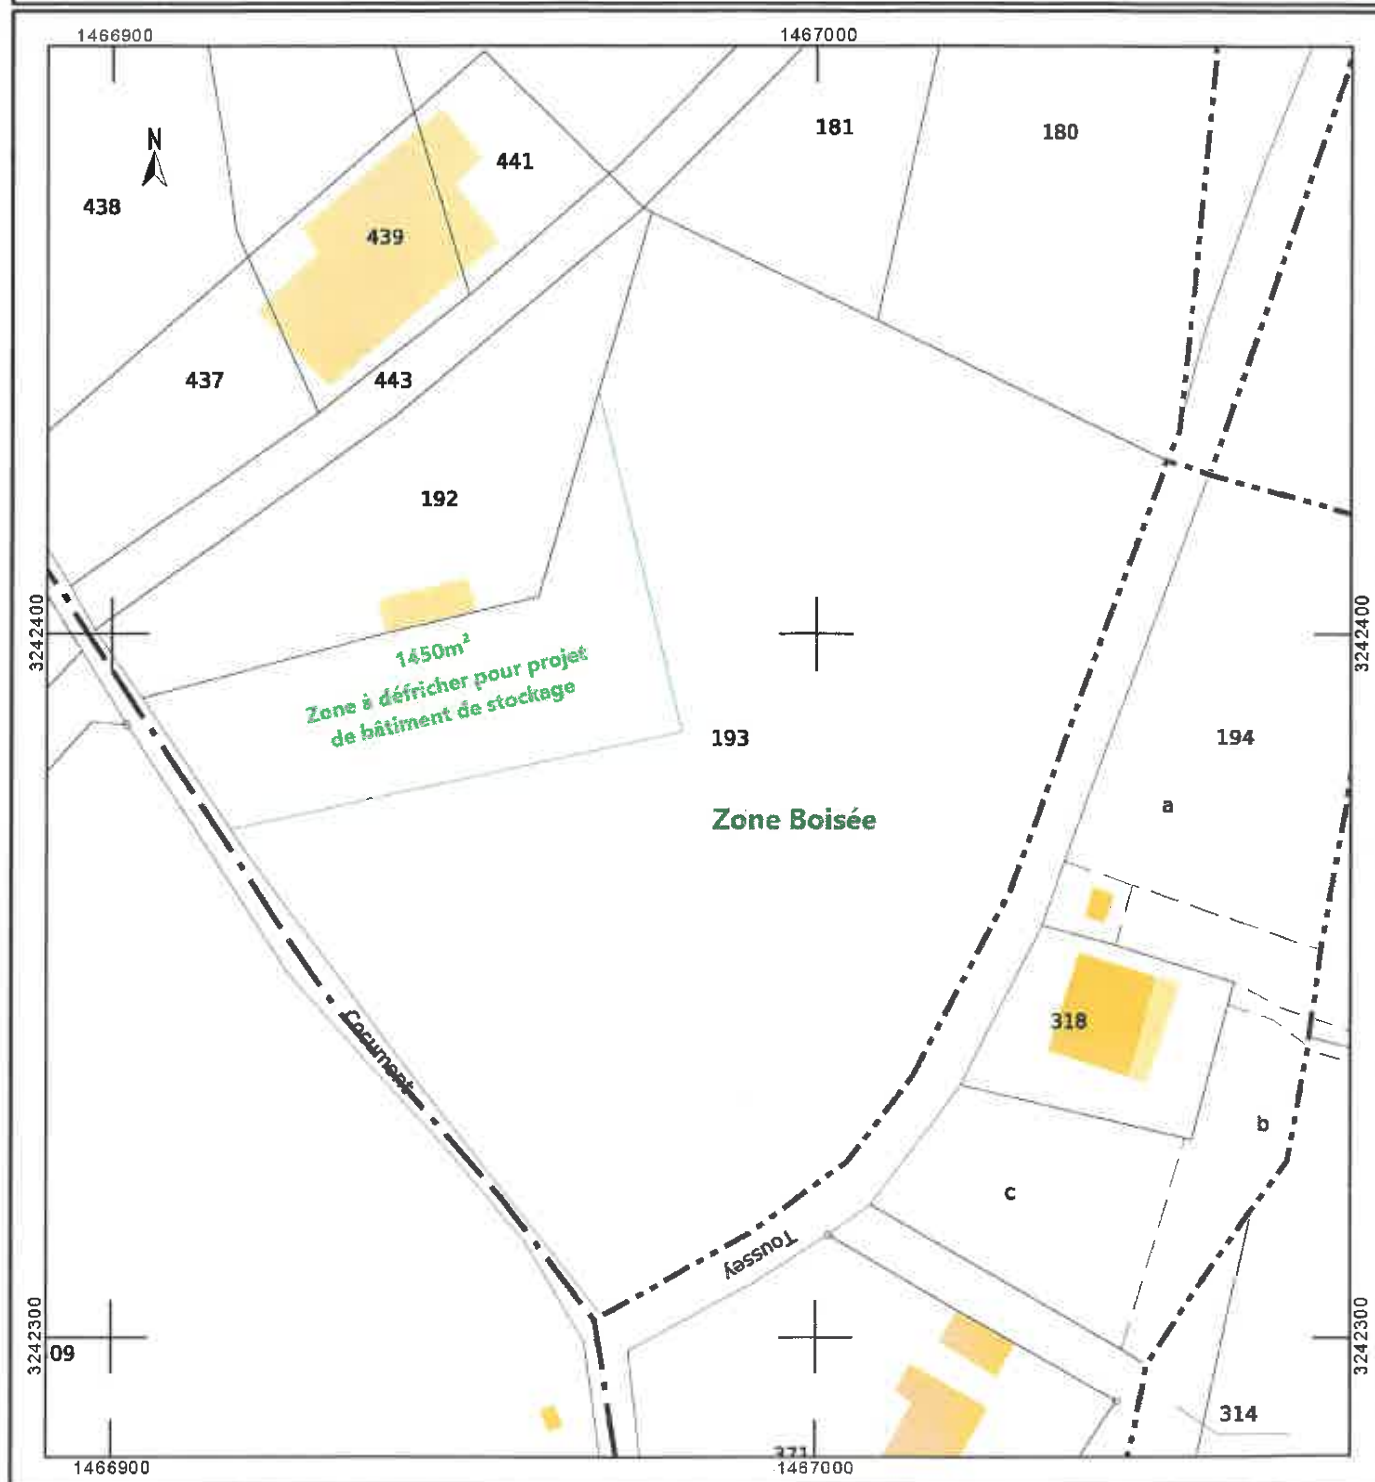 1466900 1467000
N
181
180
441
438
439
437
443
192
3242400
3242400
1450m²
Zone à défricher pour projet
de bâtiment de stockage
193
194
Zone Boisée
a
318
Cocument
b
c
Toussey
3242300
3242300
09
314
371
1466900 1467000